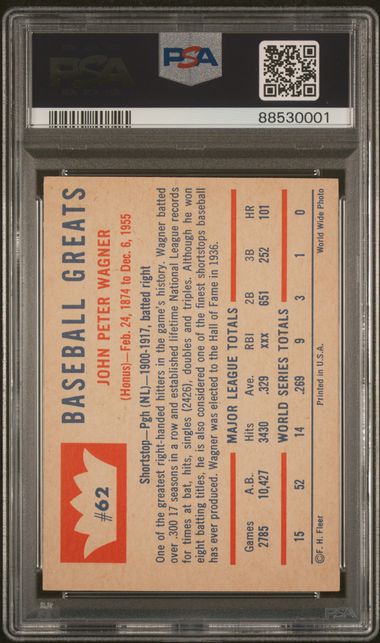 PSA
PSA
88530001
#62
BASEBALL GREATS
JOHN PETER WAGNER
(Honus)—Feb. 24, 1874 to Dec. 6, 1955
Shortstop—Pgh (NL)—1900-1917, batted right
One of the greatest right-handed hitters in the game's history. Wagner batted
over .300 17 seasons in a row and established lifetime National League records
for times at bat, hits, singles (2426), doubles and triples. Although he won
eight batting titles, he is also considered one of the finest shortstops baseball
has ever produced. Wagner was elected to the Hall of Fame in 1936.
MAJOR LEAGUE TOTALS
Games A.B. Hits Ave. RBI 2B 3B HR
2785 10,427 3430 .329 xxx 651 252 101
WORLD SERIES TOTALS
15 52 14 .269 9 3 1 0
©F. H. Fleer Printed in U.S.A. World Wide Photo